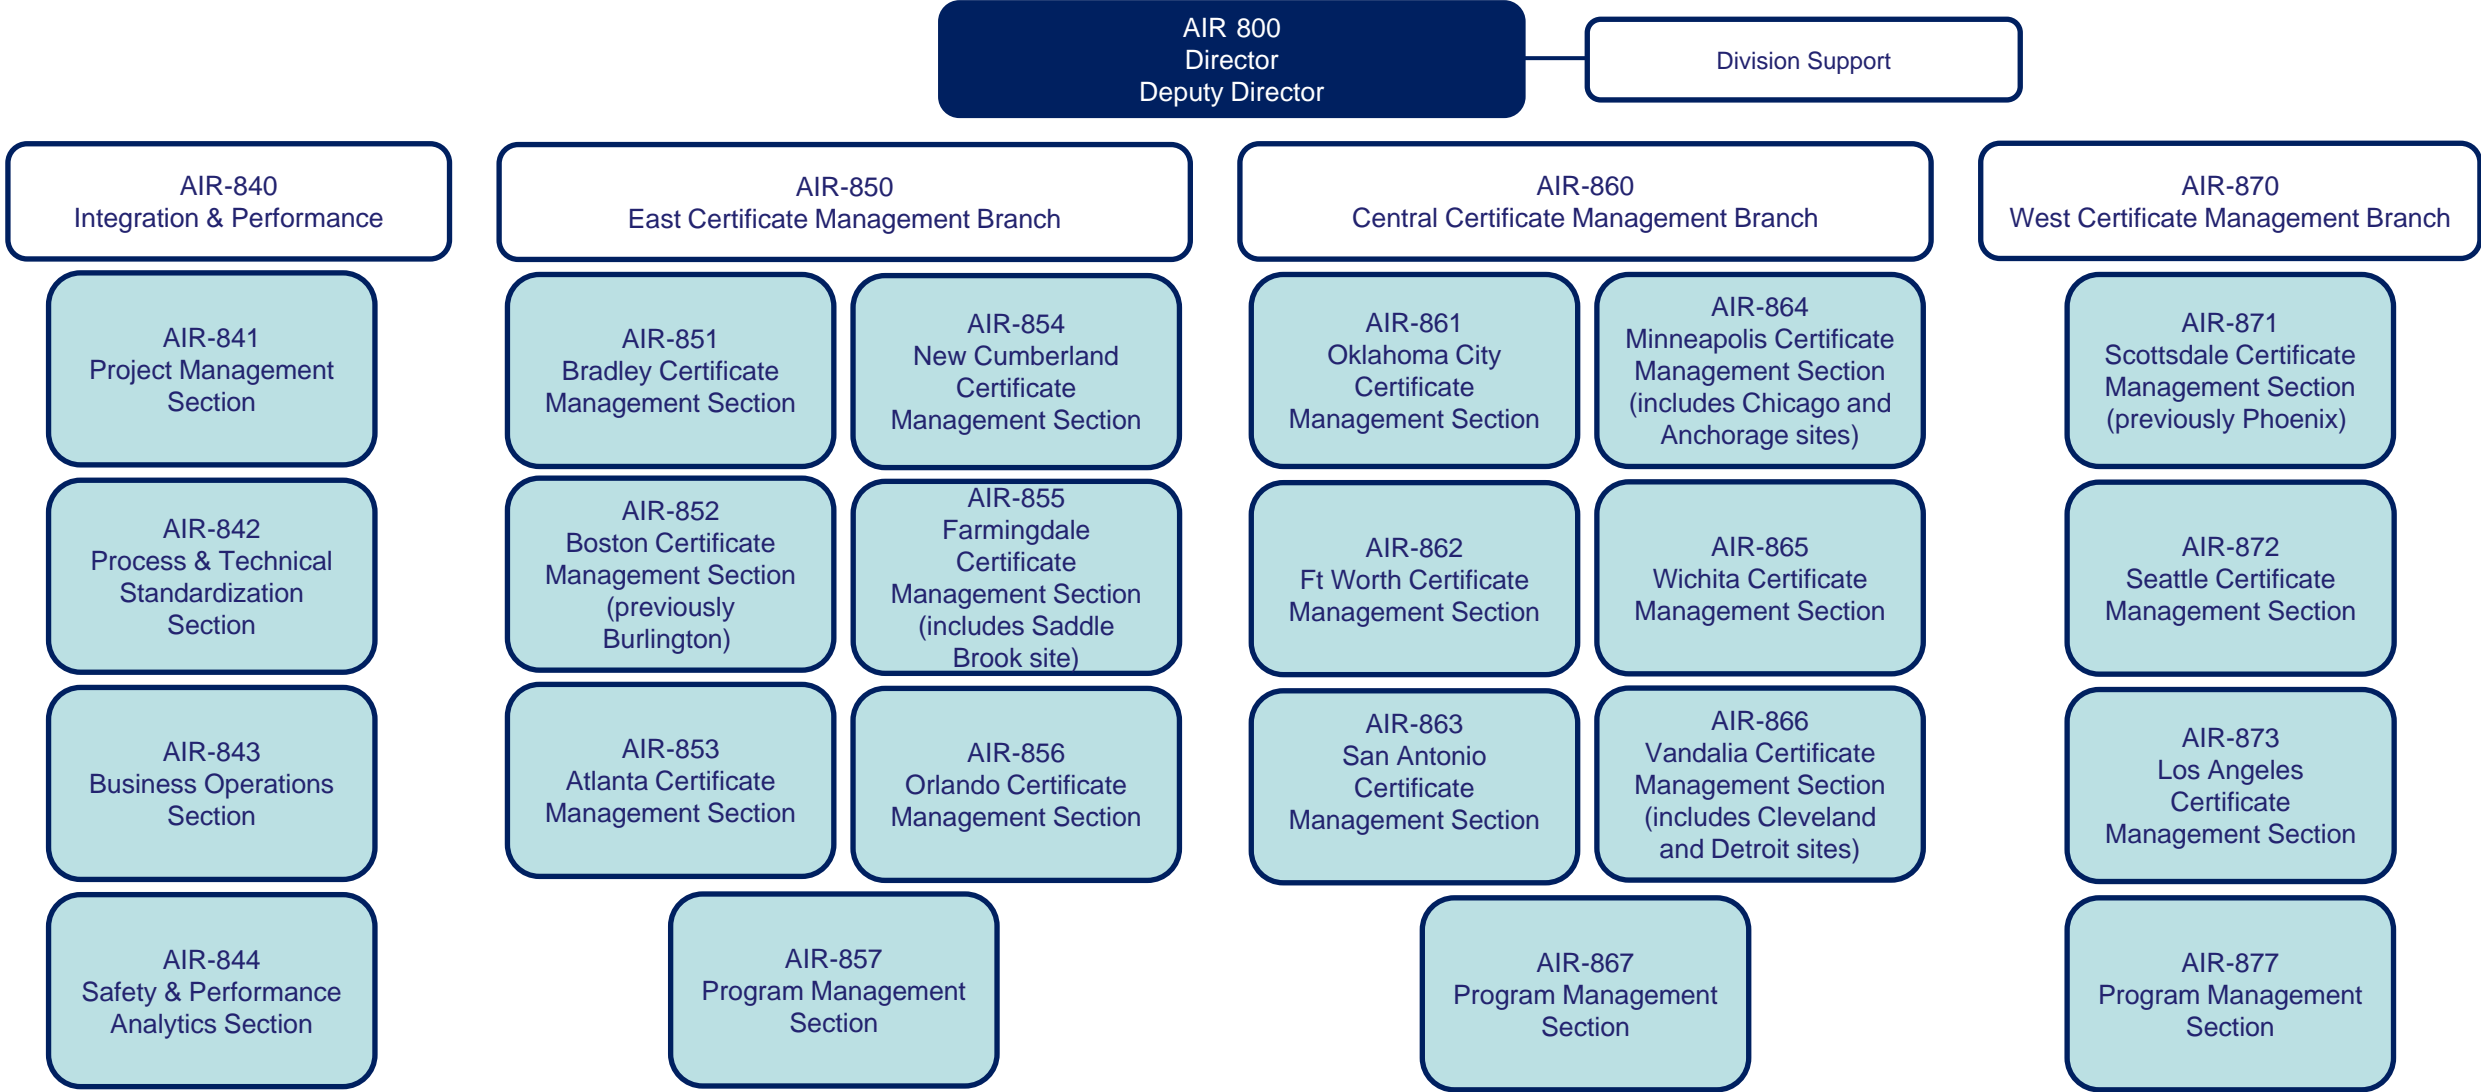 AIR 800
Director
Deputy Director
Division Support
AIR-840
Integration & Performance
AIR-850
East Certificate Management Branch
AIR-860
Central Certificate Management Branch
AIR-870
West Certificate Management Branch
AIR-841
Project Management
Section
AIR-851
Bradley Certificate
Management Section
AIR-854
New Cumberland
Certificate
Management Section
AIR-861
Oklahoma City
Certificate
Management Section
AIR-864
Minneapolis Certificate
Management Section
(includes Chicago and
Anchorage sites)
AIR-871
Scottsdale Certificate
Management Section
(previously Phoenix)
AIR-842
Process & Technical
Standardization
Section
AIR-852
Boston Certificate
Management Section
(previously
Burlington)
AIR-855
Farmingdale
Certificate
Management Section
(includes Saddle
Brook site)
AIR-862
Ft Worth Certificate
Management Section
AIR-865
Wichita Certificate
Management Section
AIR-872
Seattle Certificate
Management Section
AIR-843
Business Operations
Section
AIR-853
Atlanta Certificate
Management Section
AIR-856
Orlando Certificate
Management Section
AIR-863
San Antonio
Certificate
Management Section
AIR-866
Vandalia Certificate
Management Section
(includes Cleveland
and Detroit sites)
AIR-873
Los Angeles
Certificate
Management Section
AIR-844
Safety & Performance
Analytics Section
AIR-857
Program Management
Section
AIR-867
Program Management
Section
AIR-877
Program Management
Section